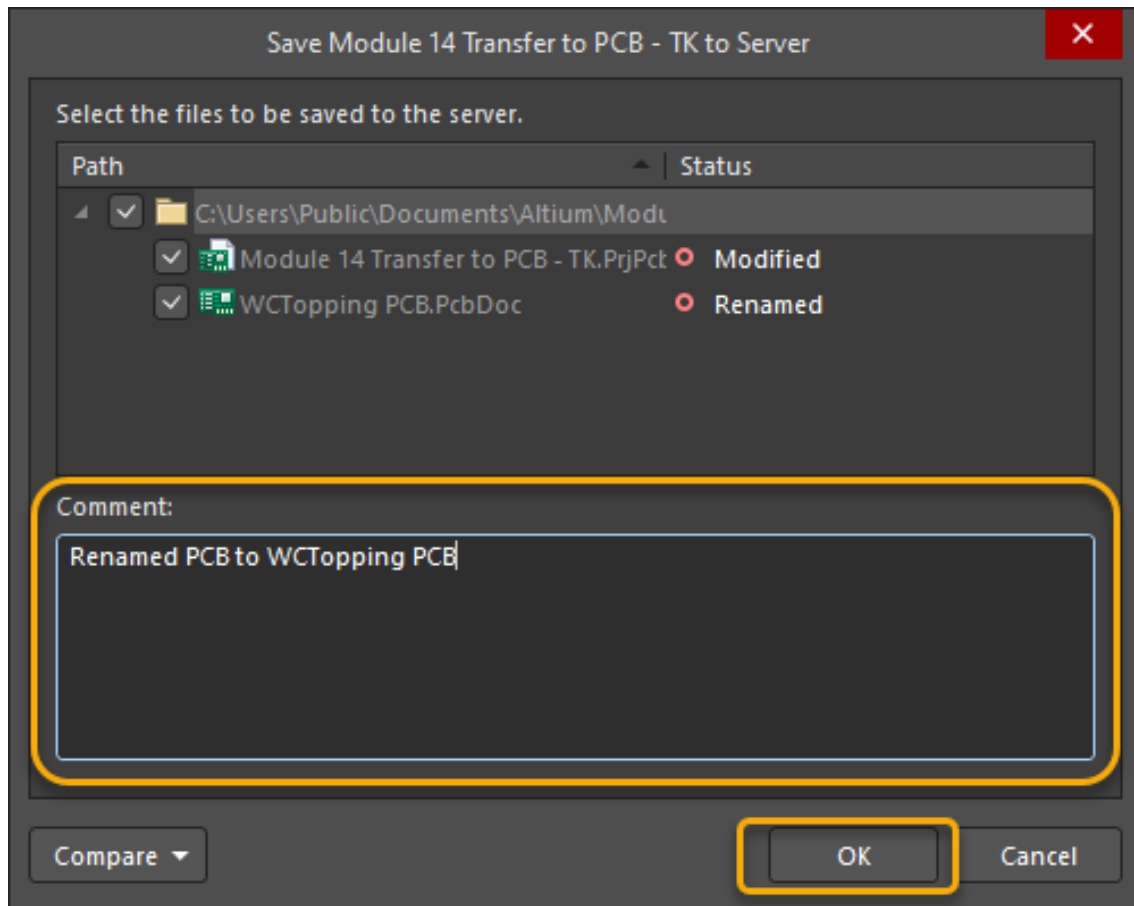 Save Module 14 Transfer to PCB - TK to Server
Select the files to be saved to the server.
Path Status
C:\Users\Public\Documents\Altium\Modu
Module 14 Transfer to PCB - TK.PrjPcb Modified
WCTopping PCB.PcbDoc Renamed
Comment:
Renamed PCB to WCTopping PCB
Compare OK Cancel